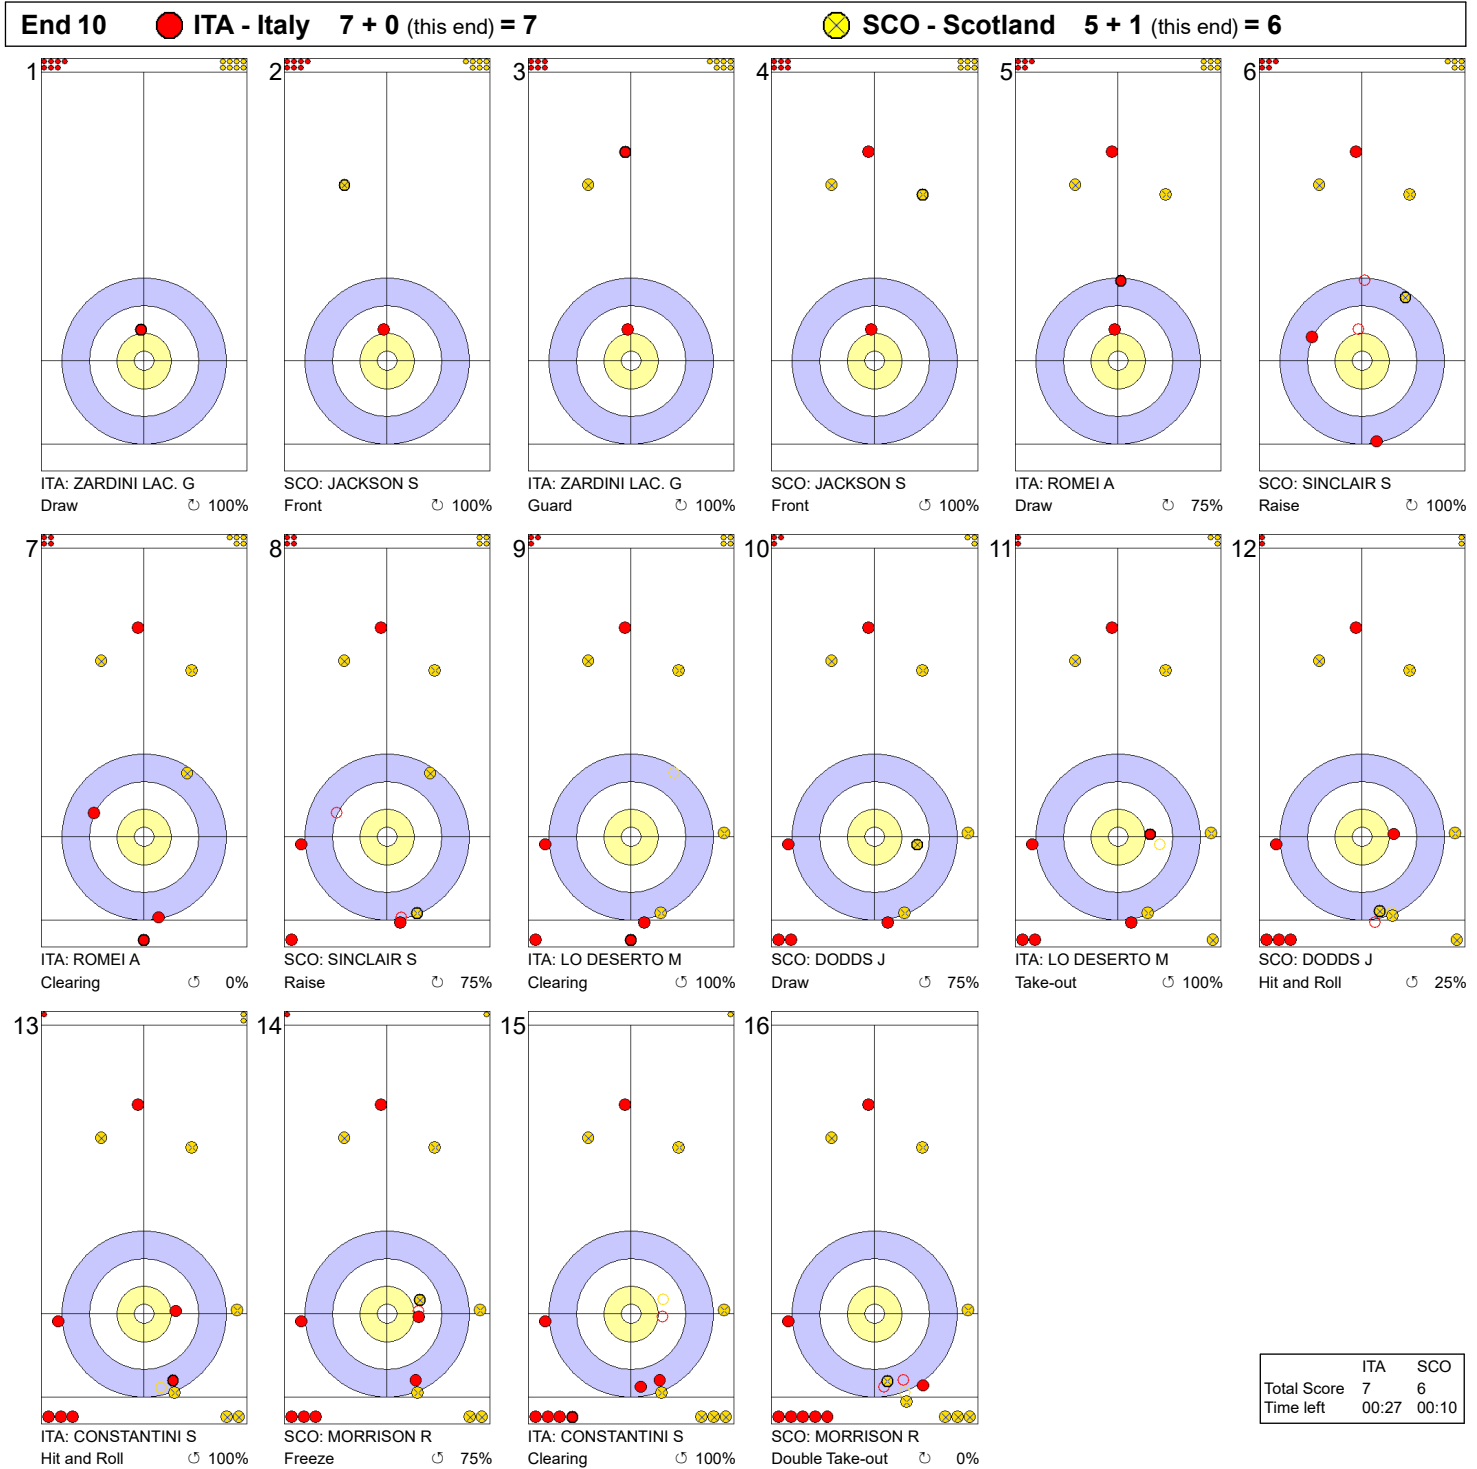 End 10 ITA - Italy 7 + 0 (this end) = 7 SCO - Scotland 5 + 1 (this end) = 6
1
ITA: ZARDINI LAC. G
Draw ↻ 100%
2
SCO: JACKSON S
Front ↻ 100%
3
ITA: ZARDINI LAC. G
Guard ↻ 100%
4
SCO: JACKSON S
Front ↻ 100%
5
ITA: ROMEI A
Draw ↻ 75%
6
SCO: SINCLAIR S
Raise ↻ 100%
7
ITA: ROMEI A
Clearing ↺ 0%
8
SCO: SINCLAIR S
Raise ↺ 75%
9
ITA: LO DESERTO M
Clearing ↺ 100%
10
SCO: DODDS J
Draw ↺ 75%
11
ITA: LO DESERTO M
Take-out ↺ 100%
12
SCO: DODDS J
Hit and Roll ↺ 25%
13
ITA: CONSTANTINI S
Hit and Roll ↺ 100%
14
SCO: MORRISON R
Freeze ↻ 75%
15
ITA: CONSTANTINI S
Clearing ↺ 100%
16
SCO: MORRISON R
Double Take-out ↻ 0%
ITA SCO
Total Score 7 6
Time left 00:27 00:10